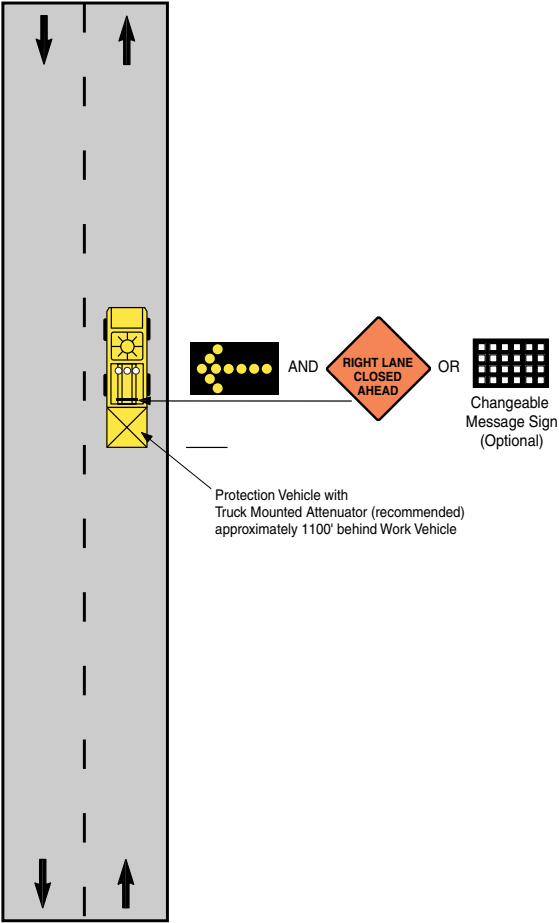 AND
RIGHT LANE
CLOSED
AHEAD
OR
Changeable
Message Sign
(Optional)
Protection Vehicle with
Truck Mounted Attenuator (recommended)
approximately 1100' behind Work Vehicle